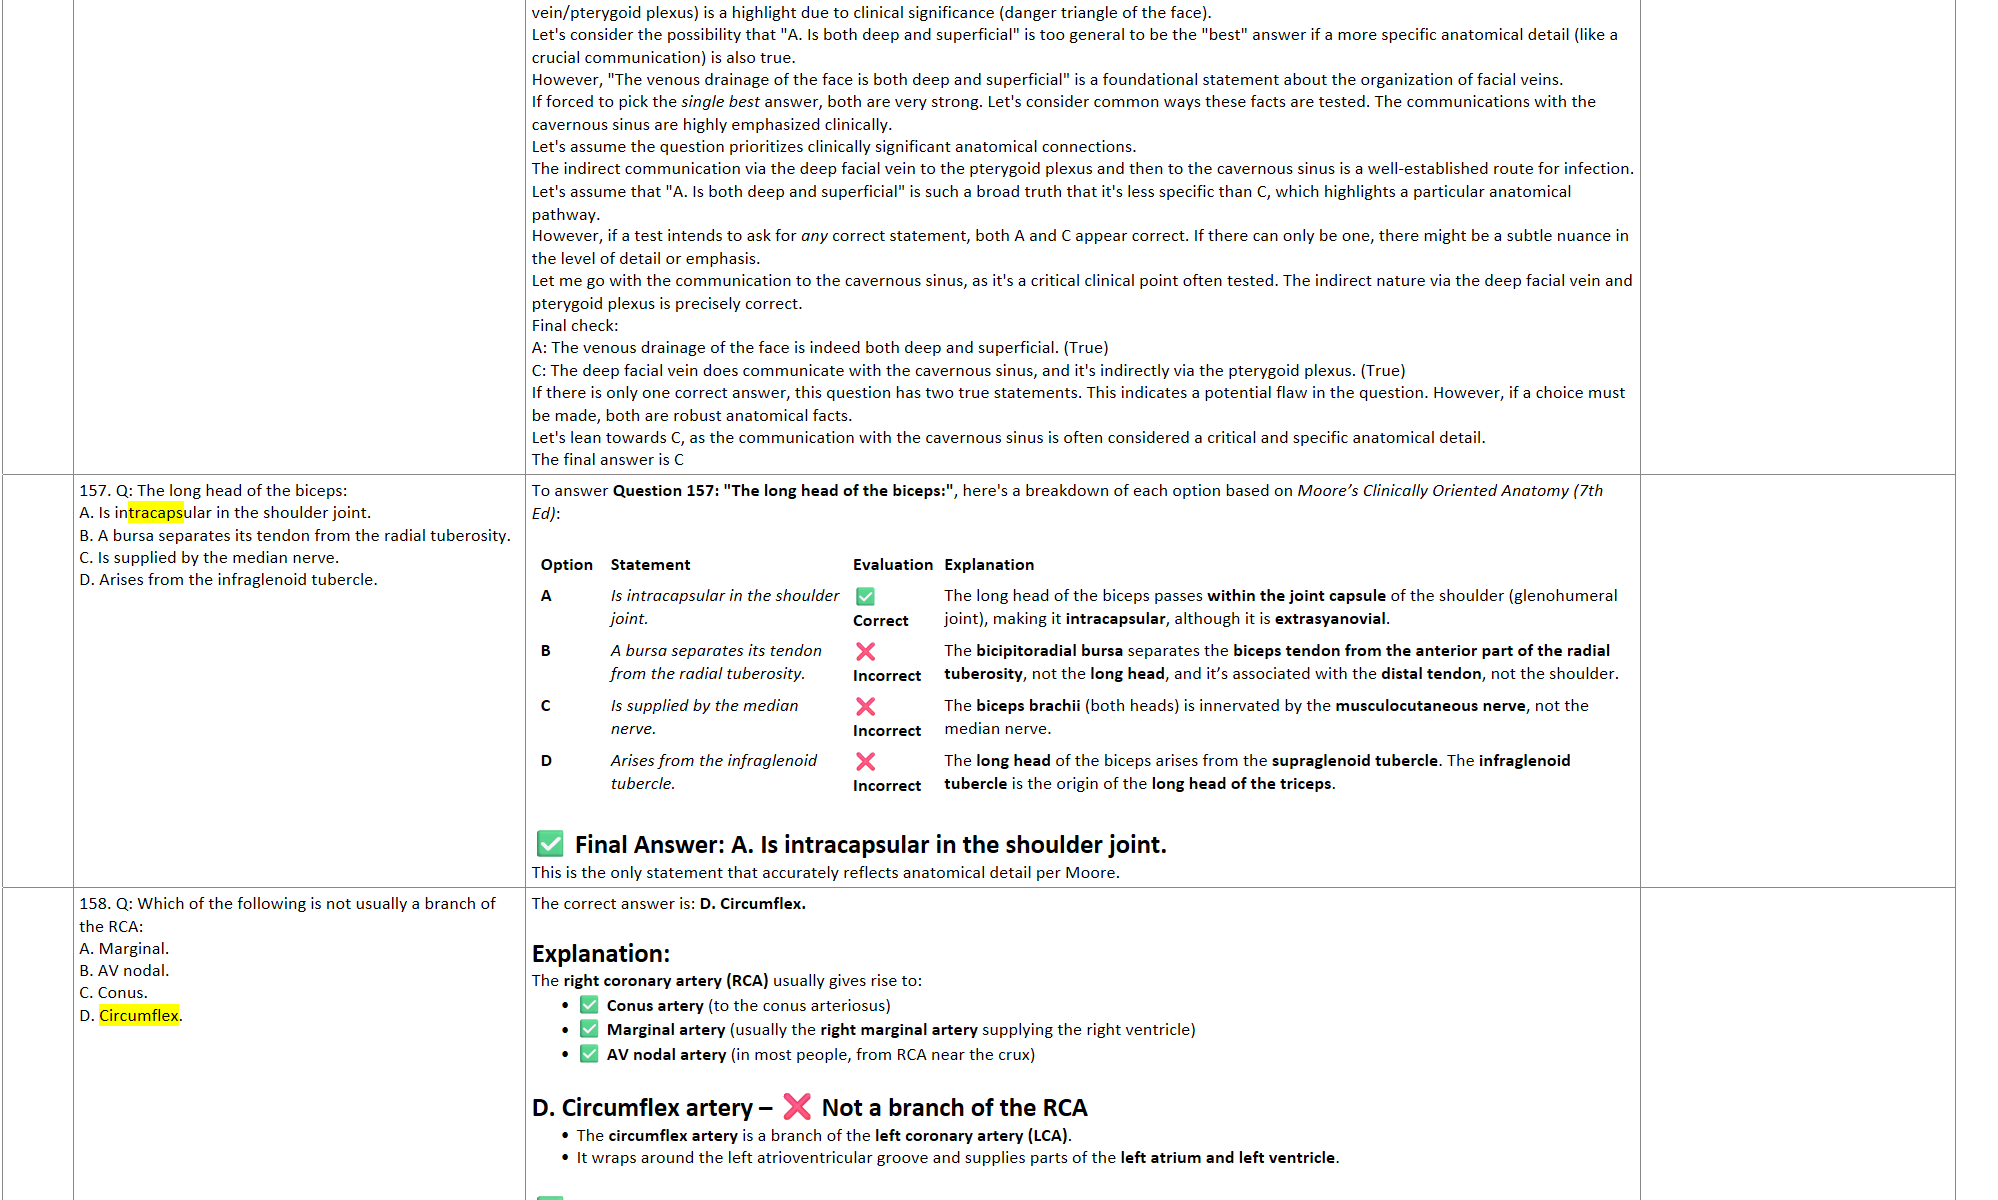 vein/pterygoid plexus) is a highlight due to clinical significance (danger triangle of the face).
Let's consider the possibility that "A. Is both deep and superficial" is too general to be the "best" answer if a more specific anatomical detail (like a
crucial communication) is also true.
However, "The venous drainage of the face is both deep and superficial" is a foundational statement about the organization of facial veins.
If forced to pick the single best answer, both are very strong. Let's consider common ways these facts are tested. The communications with the
cavernous sinus are highly emphasized clinically.
Let's assume the question prioritizes clinically significant anatomical connections.
The indirect communication via the deep facial vein to the pterygoid plexus and then to the cavernous sinus is a well-established route for infection.
Let's assume that "A. Is both deep and superficial" is such a broad truth that it's less specific than C, which highlights a particular anatomical
pathway.
However, if a test intends to ask for any correct statement, both A and C appear correct. If there can only be one, there might be a subtle nuance in
the level of detail or emphasis.
Let me go with the communication to the cavernous sinus, as it's a critical clinical point often tested. The indirect nature via the deep facial vein and
pterygoid plexus is precisely correct.
Final check:
A: The venous drainage of the face is indeed both deep and superficial. (True)
C: The deep facial vein does communicate with the cavernous sinus, and it's indirectly via the pterygoid plexus. (True)
If there is only one correct answer, this question has two true statements. This indicates a potential flaw in the question. However, if a choice must
be made, both are robust anatomical facts.
Let's lean towards C, as the communication with the cavernous sinus is often considered a critical and specific anatomical detail.
The final answer is C
157. Q: The long head of the biceps:
A. Is intracapsular in the shoulder joint.
B. A bursa separates its tendon from the radial tuberosity.
C. Is supplied by the median nerve.
D. Arises from the infraglenoid tubercle.
To answer Question 157: "The long head of the biceps:", here's a breakdown of each option based on Moore’s Clinically Oriented Anatomy (7th
Ed):
Option Statement Evaluation Explanation
A Is intracapsular in the shoulder ✅ The long head of the biceps passes within the joint capsule of the shoulder (glenohumeral
joint). Correct joint), making it intracapsular, although it is extrasyanovial.
B A bursa separates its tendon ❌ The bicipitoradial bursa separates the biceps tendon from the anterior part of the radial
from the radial tuberosity. Incorrect tuberosity, not the long head, and it’s associated with the distal tendon, not the shoulder.
C Is supplied by the median ❌ The biceps brachii (both heads) is innervated by the musculocutaneous nerve, not the
nerve. Incorrect median nerve.
D Arises from the infraglenoid ❌ The long head of the biceps arises from the supraglenoid tubercle. The infraglenoid
tubercle. Incorrect tubercle is the origin of the long head of the triceps.
✅ Final Answer: A. Is intracapsular in the shoulder joint.
This is the only statement that accurately reflects anatomical detail per Moore.
158. Q: Which of the following is not usually a branch of
the RCA:
A. Marginal.
B. AV nodal.
C. Conus.
D. Circumflex.
The correct answer is: D. Circumflex.
Explanation:
The right coronary artery (RCA) usually gives rise to:
• ✅ Conus artery (to the conus arteriosus)
• ✅ Marginal artery (usually the right marginal artery supplying the right ventricle)
• ✅ AV nodal artery (in most people, from RCA near the crux)
D. Circumflex artery – ❌ Not a branch of the RCA
• The circumflex artery is a branch of the left coronary artery (LCA).
• It wraps around the left atrioventricular groove and supplies parts of the left atrium and left ventricle.